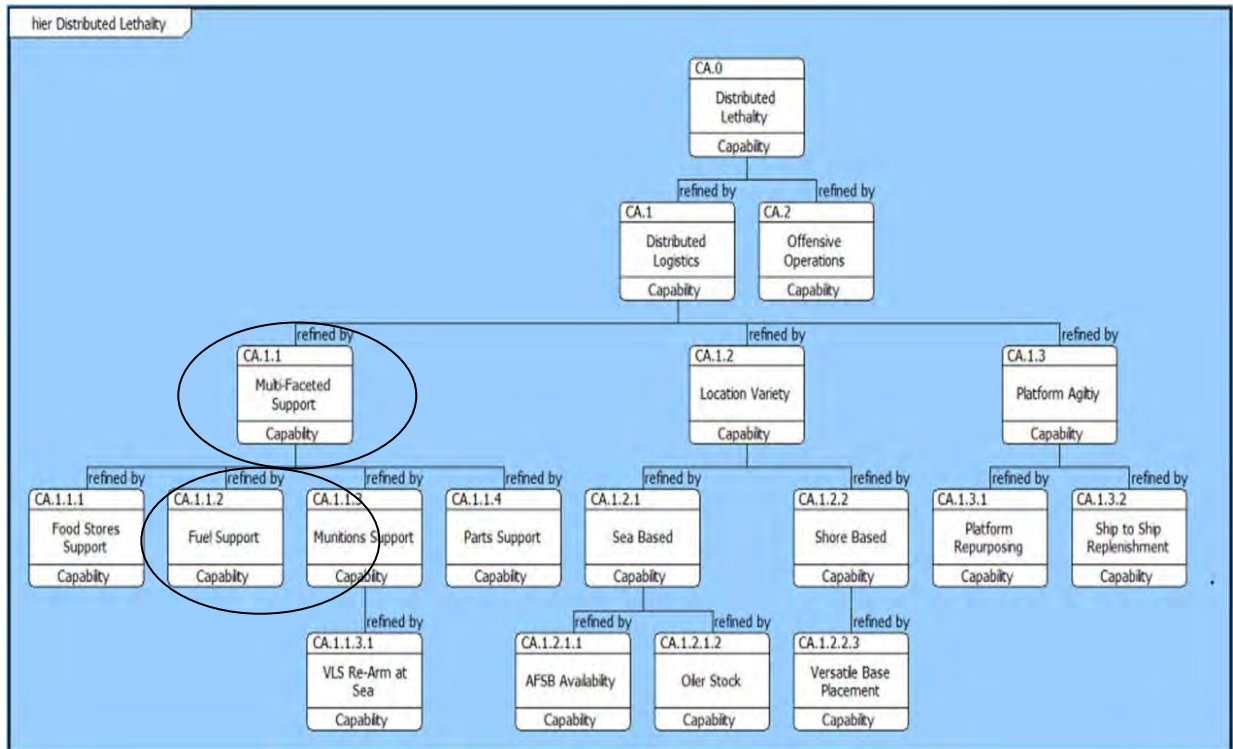 hier Distributed Lethality
CA.0
Distributed
Lethality
Capability
refined by
refined by
CA.1
Distributed
Logistics
Capability
CA.2
Offensive
Operations
Capability
refined by
refined by
refined by
CA.1.1
Multi-Faceted
Support
Capability
CA.1.2
Location Variety
Capability
CA.1.3
Platform Agiltiy
Capability
refined by
refined by
refined by
refined by
refined by
refined by
refined by
refined by
CA.1.1.1
Food Stores
Support
Capability
CA.1.1.2
Fuel Support
Capability
CA.1.1.3
Munitions Support
Capability
CA.1.1.4
Parts Support
Capability
CA.1.2.1
Sea Based
Capability
CA.1.2.2
Shore Based
Capability
CA.1.3.1
Platform
Repurposing
Capability
CA.1.3.2
Ship to Ship
Replenishment
Capability
refined by
refined by
refined by
refined by
CA.1.1.3.1
VLS Re-Arm at
Sea
Capability
CA.1.2.1.1
AFSB Availability
Capability
CA.1.2.1.2
Oiler Stock
Capability
CA.1.2.2.3
Versatile Base
Placement
Capability